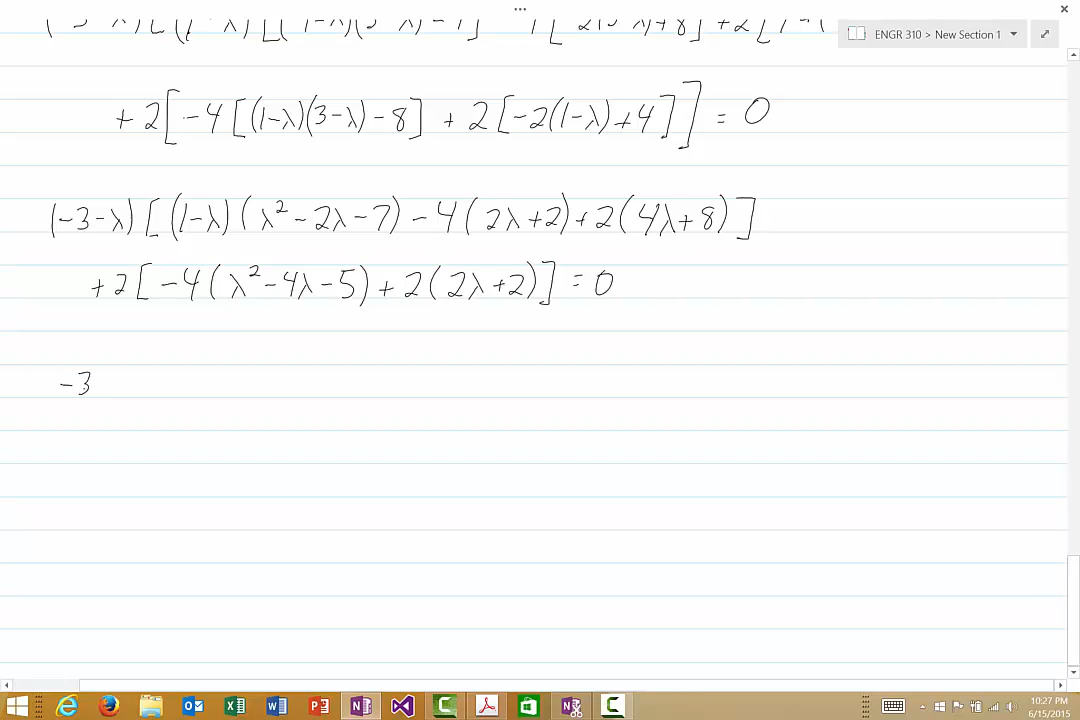 ENGR 310 > New Section 1
+ 2[-4[(1-λ)(3-λ)-8] + 2[-2(1-λ)+4]] = 0
(-3-λ)[(1-λ)(λ²-2λ-7) - 4(2λ+2)+2(4λ+8)]
+2[-4(λ²-4λ-5)+2(2λ+2)] = 0
-3
10:27 PM
6/15/2015